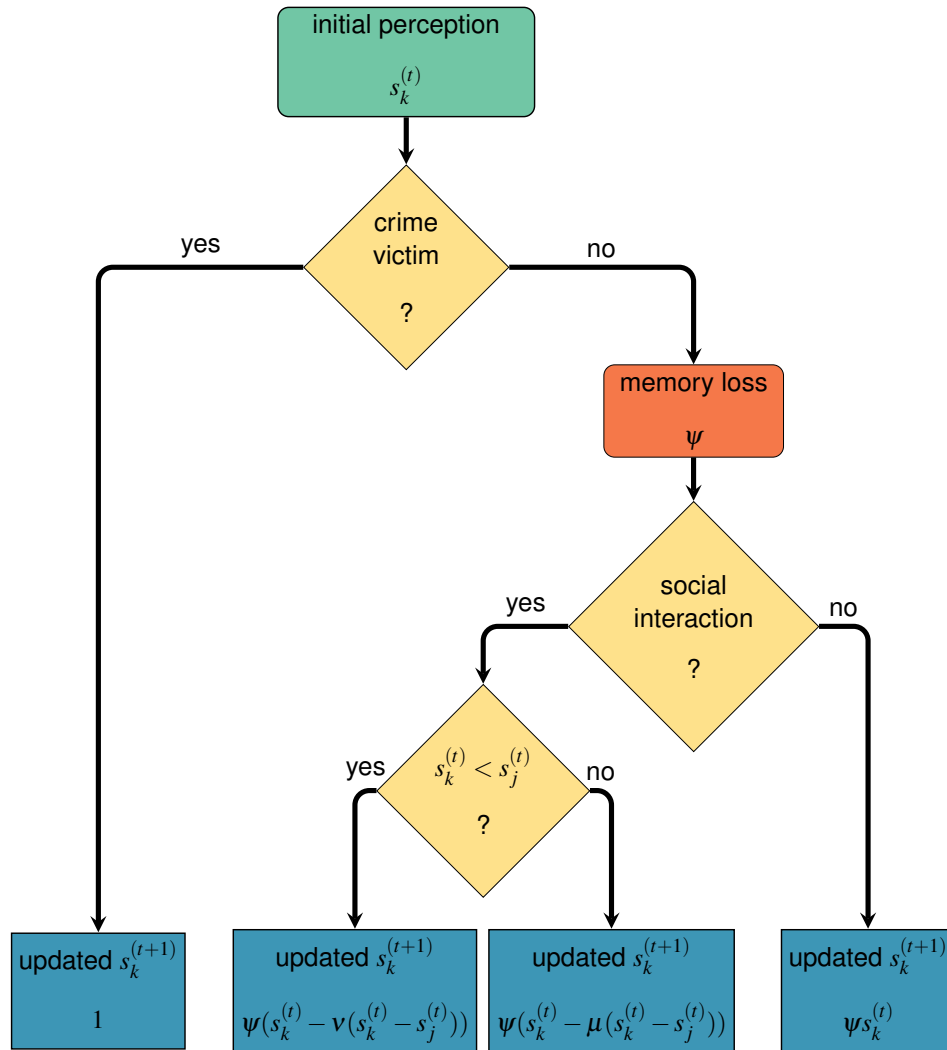 initial perception
s_k^{(t)}
crime
victim
?
yes
no
memory loss
ψ
social
interaction
?
yes
no
s_k^{(t)} < s_j^{(t)}
?
yes
no
updated s_k^{(t+1)}
1
updated s_k^{(t+1)}
ψ(s_k^{(t)} − ν(s_k^{(t)} − s_j^{(t)}))
updated s_k^{(t+1)}
ψ(s_k^{(t)} − μ(s_k^{(t)} − s_j^{(t)}))
updated s_k^{(t+1)}
ψs_k^{(t)}